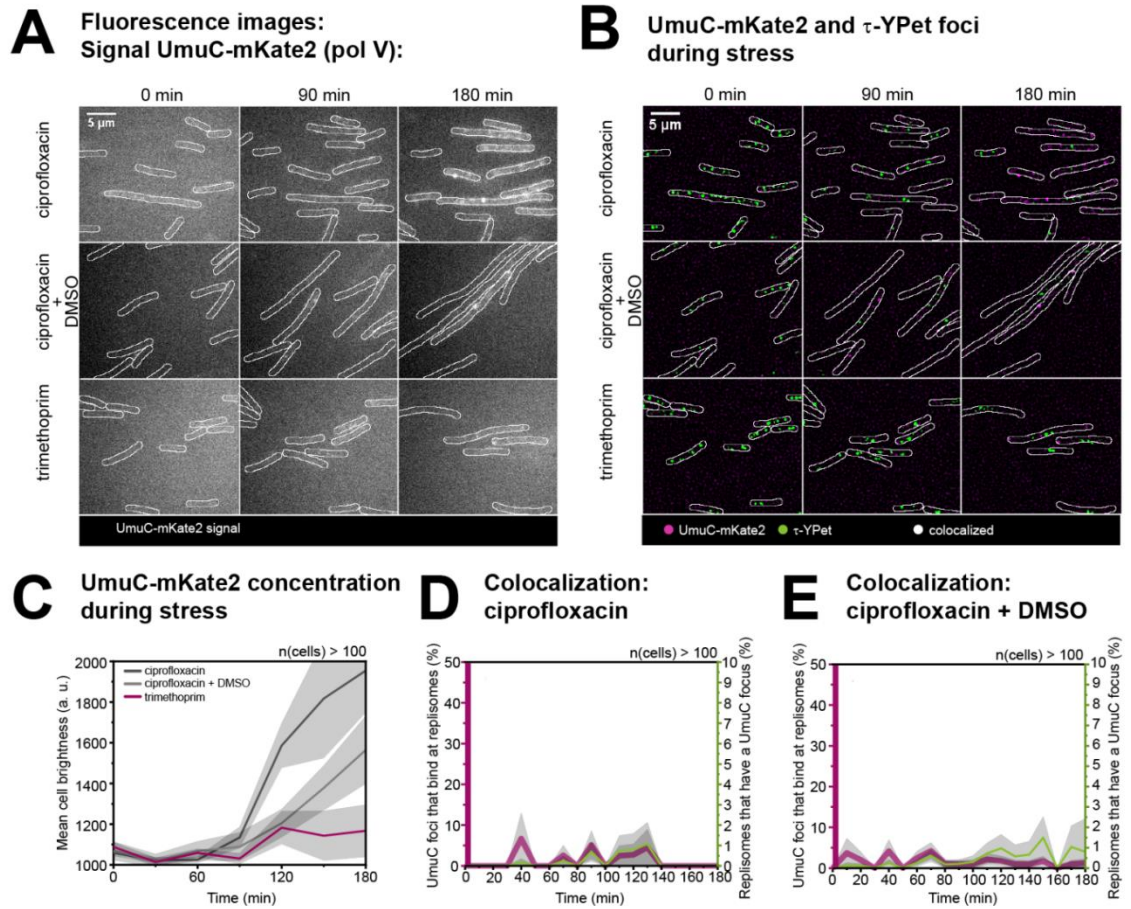 A Fluorescence images:
Signal UmuC-mKate2 (pol V):
0 min 90 min 180 min
5 µm
ciprofloxacin
ciprofloxacin
+
DMSO
trimethoprim
UmuC-mKate2 signal
B UmuC-mKate2 and τ-YPet foci
during stress
0 min 90 min 180 min
5 µm
ciprofloxacin
ciprofloxacin
+
DMSO
trimethoprim
UmuC-mKate2 τ-YPet colocalized
C UmuC-mKate2 concentration
during stress
n(cells) > 100
ciprofloxacin
ciprofloxacin + DMSO
trimethoprim
Mean cell brightness (a. u.)
2000
1800
1600
1400
1200
1000
0 60 120 180
Time (min)
D Colocalization:
ciprofloxacin
n(cells) > 100
UmuC foci that bind at replisomes (%)
50
40
30
20
10
0
Replisomes that have a UmuC focus (%)
10
9
8
7
6
5
4
3
2
1
0
0 20 40 60 80 100 120 140 160 180
Time (min)
E Colocalization:
ciprofloxacin + DMSO
n(cells) > 100
UmuC foci that bind at replisomes (%)
50
40
30
20
10
0
Replisomes that have a UmuC focus (%)
10
9
8
7
6
5
4
3
2
1
0
0 20 40 60 80 100 120 140 160 180
Time (min)